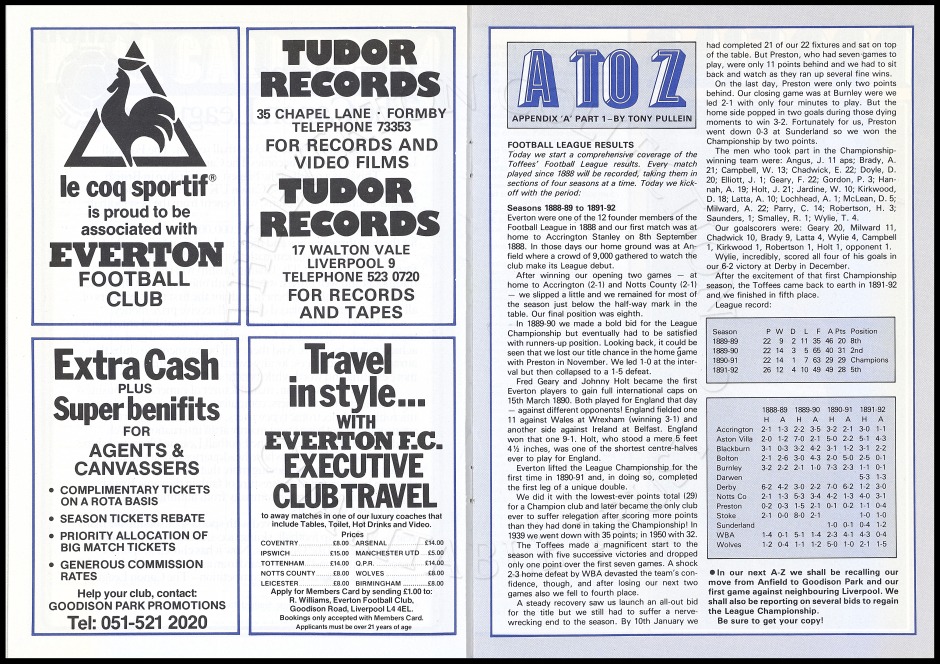 le coq sportif®
is proud to be
associated with
EVERTON
FOOTBALL
CLUB
TUDOR
RECORDS
35 CHAPEL LANE · FORMBY
TELEPHONE 73353
FOR RECORDS AND
VIDEO FILMS
TUDOR
RECORDS
17 WALTON VALE
LIVERPOOL 9
TELEPHONE 523 0720
FOR RECORDS
AND TAPES
Extra Cash
PLUS
Super benifits
FOR
AGENTS &
CANVASSERS
• COMPLIMENTARY TICKETS
ON A ROTA BASIS
• SEASON TICKETS REBATE
• PRIORITY ALLOCATION OF
BIG MATCH TICKETS
• GENEROUS COMMISSION
RATES
Help your club, contact:
GOODISON PARK PROMOTIONS
Tel: 051-521 2020
Travel
in style...
WITH
EVERTON F.C.
EXECUTIVE
CLUB TRAVEL
to away matches in one of our luxury coaches that
include Tables, Toilet, Hot Drinks and Video.
Prices
COVENTRY ..................£8.00 ARSENAL ....................£14.00
IPSWICH ....................£15.00 MANCHESTER UTD ...£5.00
TOTTENHAM ............£14.00 Q.P.R. .........................£14.00
NOTTS COUNTY ........£8.00 WOLVES ......................£8.00
LEICESTER .................£8.00 BIRMINGHAM ..............£8.00
Apply for Members Card by sending £1.00 to:
R. Williams, Everton Football Club,
Goodison Road, Liverpool L4 4EL.
Bookings only accepted with Members Card.
Applicants must be over 21 years of age
A TO Z
APPENDIX 'A' PART 1–BY TONY PULLEIN
FOOTBALL LEAGUE RESULTS
Today we start a comprehensive coverage of the
Toffees' Football League results. Every match
played since 1888 will be recorded, taking them in
sections of four seasons at a time. Today we kick-
off with the period:
Seasons 1888-89 to 1891-92
Everton were one of the 12 founder members of the
Football League in 1888 and our first match was at
home to Accrington Stanley on 8th September
1888. In those days our home ground was at An-
field where a crowd of 9,000 gathered to watch the
club make its League debut.
After winning our opening two games — at
home to Accrington (2-1) and Notts County (2-1)
— we slipped a little and we remained for most of
the season just below the half-way mark in the
table. Our final position was eighth.
In 1889-90 we made a bold bid for the League
Championship but eventually had to be satisfied
with runners-up position. Looking back, it could be
seen that we lost our title chance in the home game
with Preston in November. We led 1-0 at the inter-
val but then collapsed to a 1-5 defeat.
Fred Geary and Johnny Holt became the first
Everton players to gain full international caps on
15th March 1890. Both played for England that day
— against different opponents! England fielded one
11 against Wales at Wrexham (winning 3-1) and
another side against Ireland at Belfast. England
won that one 9-1. Holt, who stood a mere 5 feet
4½ inches, was one of the shortest centre-halves
ever to play for England.
Everton lifted the League Championship for the
first time in 1890-91 and, in doing so, completed
the first leg of a unique double.
We did it with the lowest-ever points total (29)
for a Champion club and later became the only club
ever to suffer relegation after scoring more points
than they had done in taking the Championship! In
1939 we went down with 35 points; in 1950 with 32.
The Toffees made a magnificent start to the
season with five successive victories and dropped
only one point over the first seven games. A shock
2-3 home defeat by WBA devasted the team's con-
fidence, though, and after losing our next two
games also we fell to fourth place.
A steady recovery saw us launch an all-out bid
for the title but we still had to suffer a nerve-
wrecking end to the season. By 10th January we
had completed 21 of our 22 fixtures and sat on top
of the table. But Preston, who had seven games to
play, were only 11 points behind and we had to sit
back and watch as they ran up several fine wins.
On the last day, Preston were only two points
behind. Our closing game was at Burnley were we
led 2-1 with only four minutes to play. But the
home side popped in two goals during those dying
moments to win 3-2. Fortunately for us, Preston
went down 0-3 at Sunderland so we won the
Championship by two points.
The men who took part in the Championship-
winning team were: Angus, J. 11 aps; Brady, A.
21; Campbell, W. 13; Chadwick, E. 22; Doyle, D.
20; Elliott, J. 1; Geary, F. 22; Gordon, P. 3; Han-
nah, A. 19; Holt, J. 21; Jardine, W. 10; Kirkwood,
D. 18; Latta, A. 10; Lochhead, A. 1; McLean, D. 5;
Milward, A. 22; Parry, C. 14; Robertson, H. 3;
Saunders, 1; Smalley, R. 1; Wylie, T. 4.
Our goalscorers were: Geary 20, Milward 11,
Chadwick 10, Brady 9, Latta 4, Wylie 4, Campbell
1, Kirkwood 1, Robertson 1, Holt 1, opponent 1.
Wylie, incredibly, scored all four of his goals in
our 6-2 victory at Derby in December.
After the excitement of that first Championship
season, the Toffees came back to earth in 1891-92
and we finished in fifth place.
League record:
Season P W D L F A Pts Position
1888-89 22 9 2 11 35 46 20 8th
1889-90 22 14 3 5 65 40 31 2nd
1890-91 22 14 1 7 63 29 29 Champions
1891-92 26 12 4 10 49 49 28 5th
1888-89 1889-90 1890-91 1891-92
H A H A H A H A
Accrington 2-1 1-3 2-2 3-5 3-2 2-1 3-0 1-1
Aston Villa 2-0 1-2 7-0 2-1 5-0 2-2 5-1 4-3
Blackburn 3-1 0-3 3-2 4-2 3-1 1-2 3-1 2-2
Bolton 2-1 2-6 3-0 4-3 2-0 5-0 2-5 0-1
Burnley 3-2 2-2 2-1 1-0 7-3 2-3 1-1 0-1
Darwen 5-3 1-3
Derby 6-2 4-2 3-0 2-2 7-0 6-2 1-2 3-0
Notts Co 2-1 1-3 5-3 3-4 4-2 1-3 4-0 3-1
Preston 0-2 0-3 1-5 2-1 0-1 0-2 1-1 0-4
Stoke 2-1 0-0 8-0 2-1 1-0 1-0
Sunderland 1-0 0-1 0-4 1-2
WBA 1-4 0-1 5-1 1-4 2-3 4-1 4-3 0-4
Wolves 1-2 0-4 1-1 1-2 5-0 1-0 2-1 1-5
● In our next A-Z we shall be recalling our
move from Anfield to Goodison Park and our
first game against neighbouring Liverpool. We
shall also be reporting on several bids to regain
the League Championship.
Be sure to get your copy!